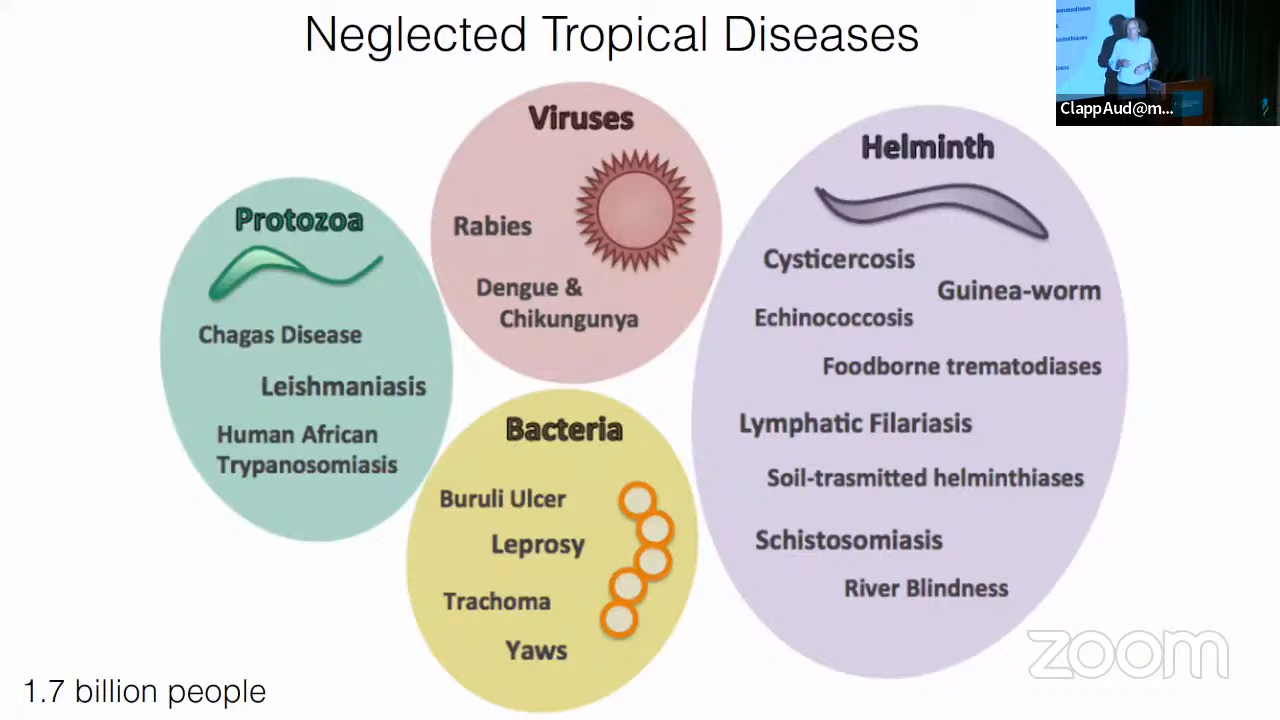 Neglected Tropical Diseases
Viruses
Rabies
Dengue &
Chikungunya
Helminth
Cysticercosis
Guinea-worm
Echinococcosis
Foodborne trematodiases
Lymphatic Filariasis
Soil-trasmitted helminthiases
Schistosomiasis
River Blindness
Protozoa
Chagas Disease
Leishmaniasis
Human African
Trypanosomiasis
Bacteria
Buruli Ulcer
Leprosy
Trachoma
Yaws
1.7 billion people
ClappAud@m...
zoom